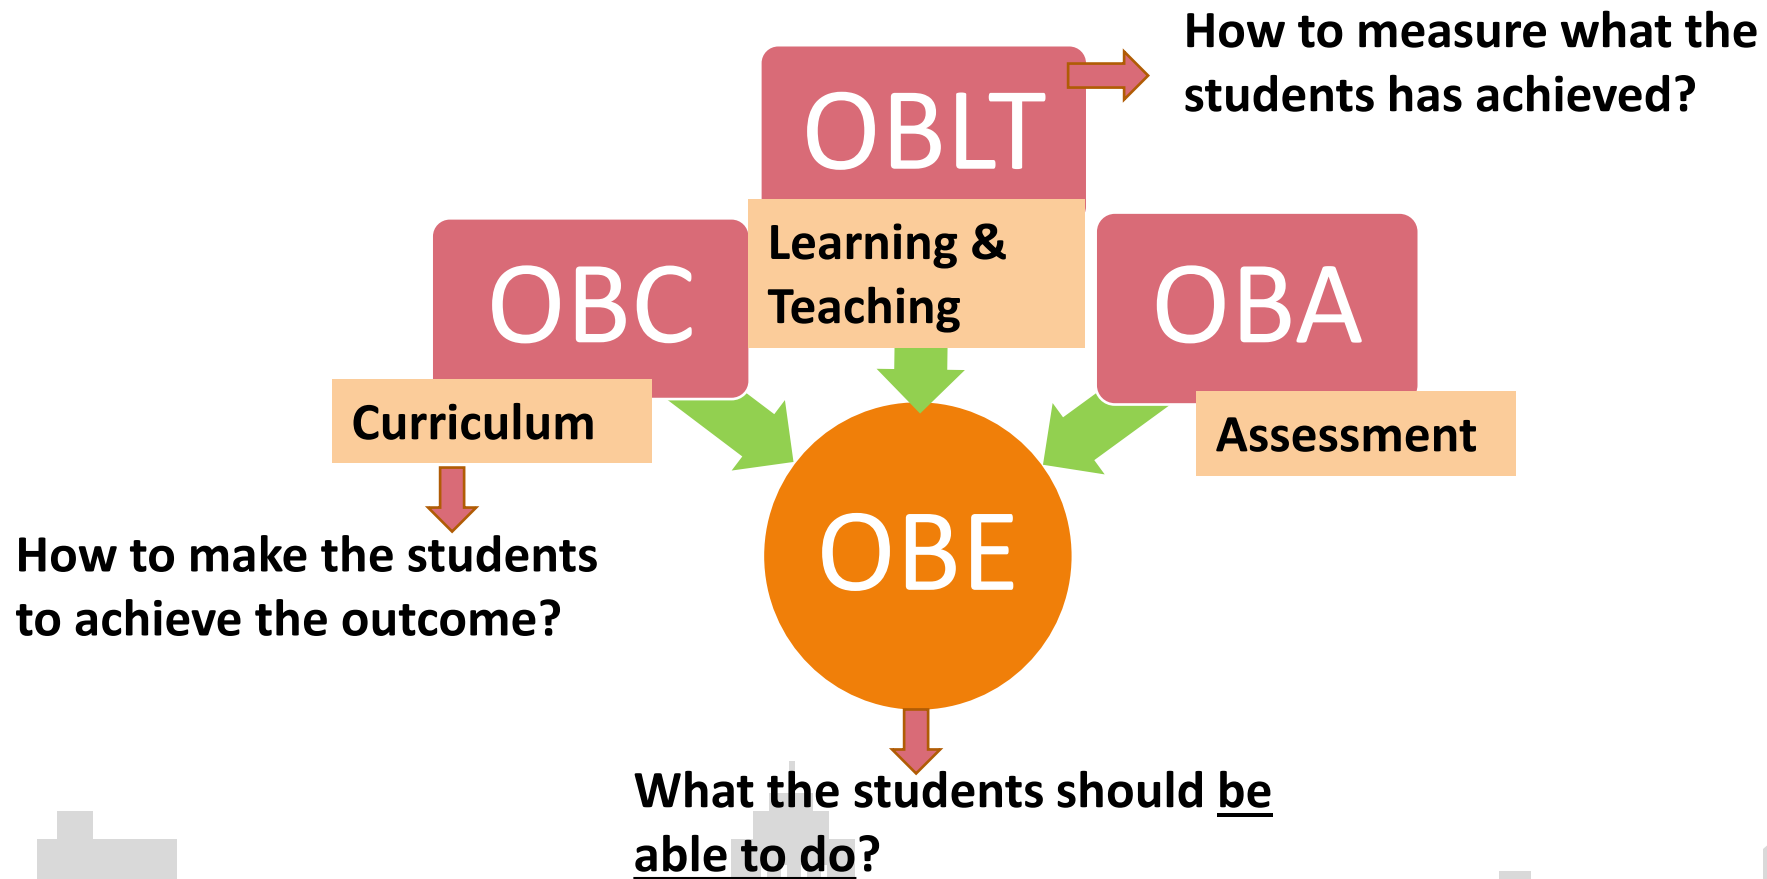 How to measure what the
students has achieved?
OBLT
Learning &
Teaching
OBC
OBA
Curriculum
Assessment
How to make the students
to achieve the outcome?
OBE
What the students should be
able to do?